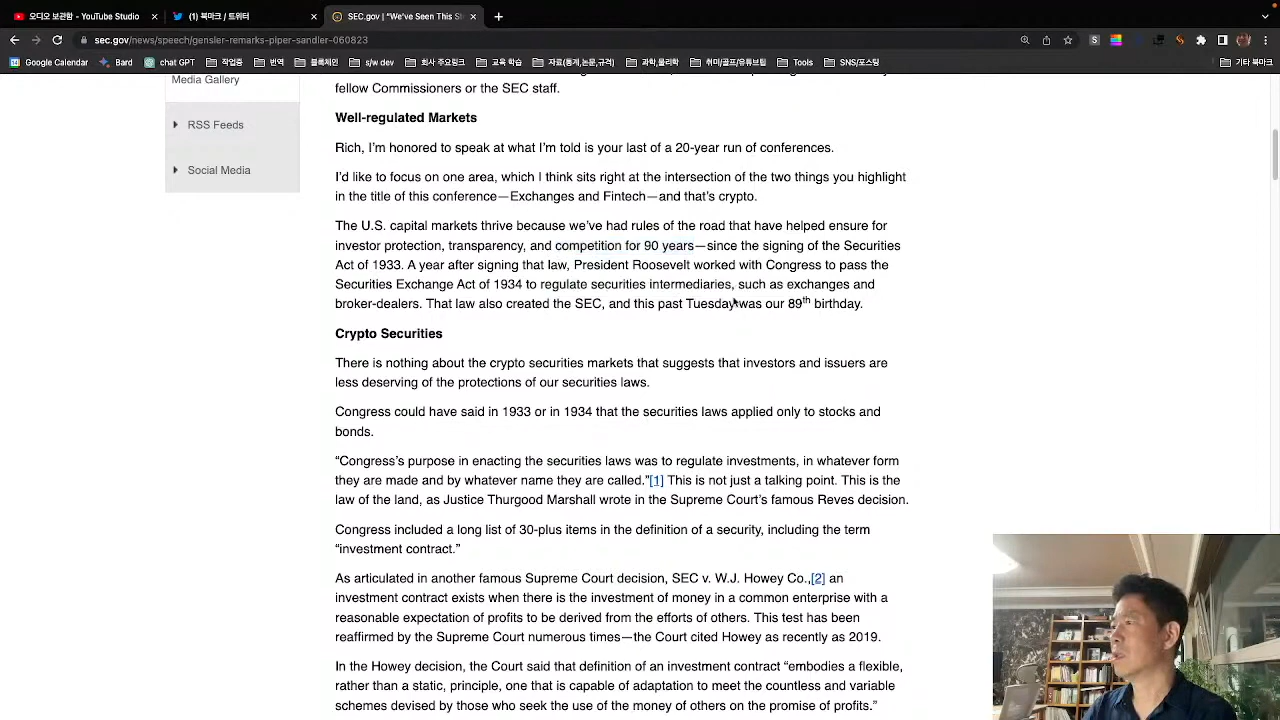 오디오 보관함 - YouTube Studio
(1) 북마크 / 트위터
SEC.gov | “We’ve Seen This St
sec.gov/news/speech/gensler-remarks-piper-sandler-060823
Google Calendar
Bard
chat GPT
작업중
번역
블록체인
s/w dev
회사 주요코드
교육 학습
자료(통계,논문,규격)
과학·물리학
취미/골프/유튜브팁
Tools
SNS/포스팅
기타 북마크
Media Gallery
RSS Feeds
Social Media
fellow Commissioners or the SEC staff.
Well-regulated Markets
Rich, I’m honored to speak at what I’m told is your last of a 20-year run of conferences.
I’d like to focus on one area, which I think sits right at the intersection of the two things you highlight
in the title of this conference—Exchanges and Fintech—and that’s crypto.
The U.S. capital markets thrive because we’ve had rules of the road that have helped ensure for
investor protection, transparency, and competition for 90 years—since the signing of the Securities
Act of 1933. A year after signing that law, President Roosevelt worked with Congress to pass the
Securities Exchange Act of 1934 to regulate securities intermediaries, such as exchanges and
broker-dealers. That law also created the SEC, and this past Tuesday was our 89th birthday.
Crypto Securities
There is nothing about the crypto securities markets that suggests that investors and issuers are
less deserving of the protections of our securities laws.
Congress could have said in 1933 or in 1934 that the securities laws applied only to stocks and
bonds.
“Congress’s purpose in enacting the securities laws was to regulate investments, in whatever form
they are made and by whatever name they are called.”[1] This is not just a talking point. This is the
law of the land, as Justice Thurgood Marshall wrote in the Supreme Court’s famous Reves decision.
Congress included a long list of 30-plus items in the definition of a security, including the term
“investment contract.”
As articulated in another famous Supreme Court decision, SEC v. W.J. Howey Co.,[2] an
investment contract exists when there is the investment of money in a common enterprise with a
reasonable expectation of profits to be derived from the efforts of others. This test has been
reaffirmed by the Supreme Court numerous times—the Court cited Howey as recently as 2019.
In the Howey decision, the Court said that definition of an investment contract “embodies a flexible,
rather than a static, principle, one that is capable of adaptation to meet the countless and variable
schemes devised by those who seek the use of the money of others on the promise of profits.”